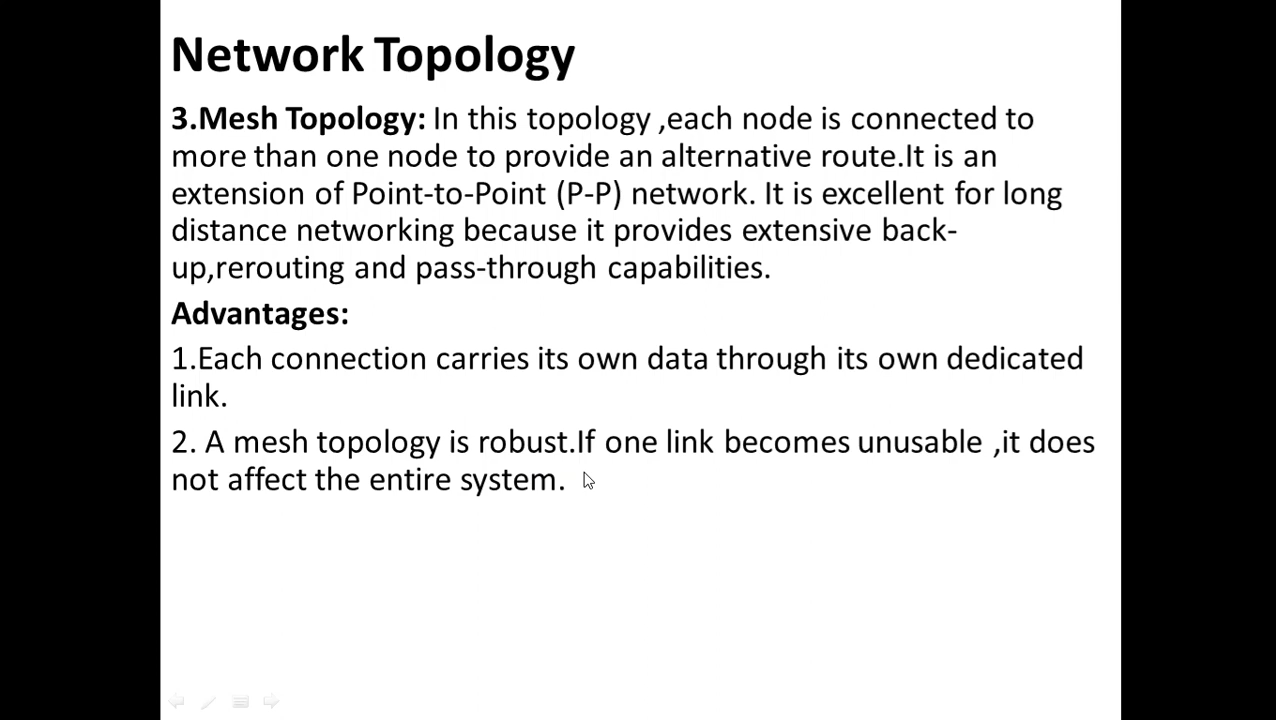 Network Topology
3.Mesh Topology: In this topology ,each node is connected to
more than one node to provide an alternative route.It is an
extension of Point-to-Point (P-P) network. It is excellent for long
distance networking because it provides extensive back-
up,rerouting and pass-through capabilities.
Advantages:
1.Each connection carries its own data through its own dedicated
link.
2. A mesh topology is robust.If one link becomes unusable ,it does
not affect the entire system.